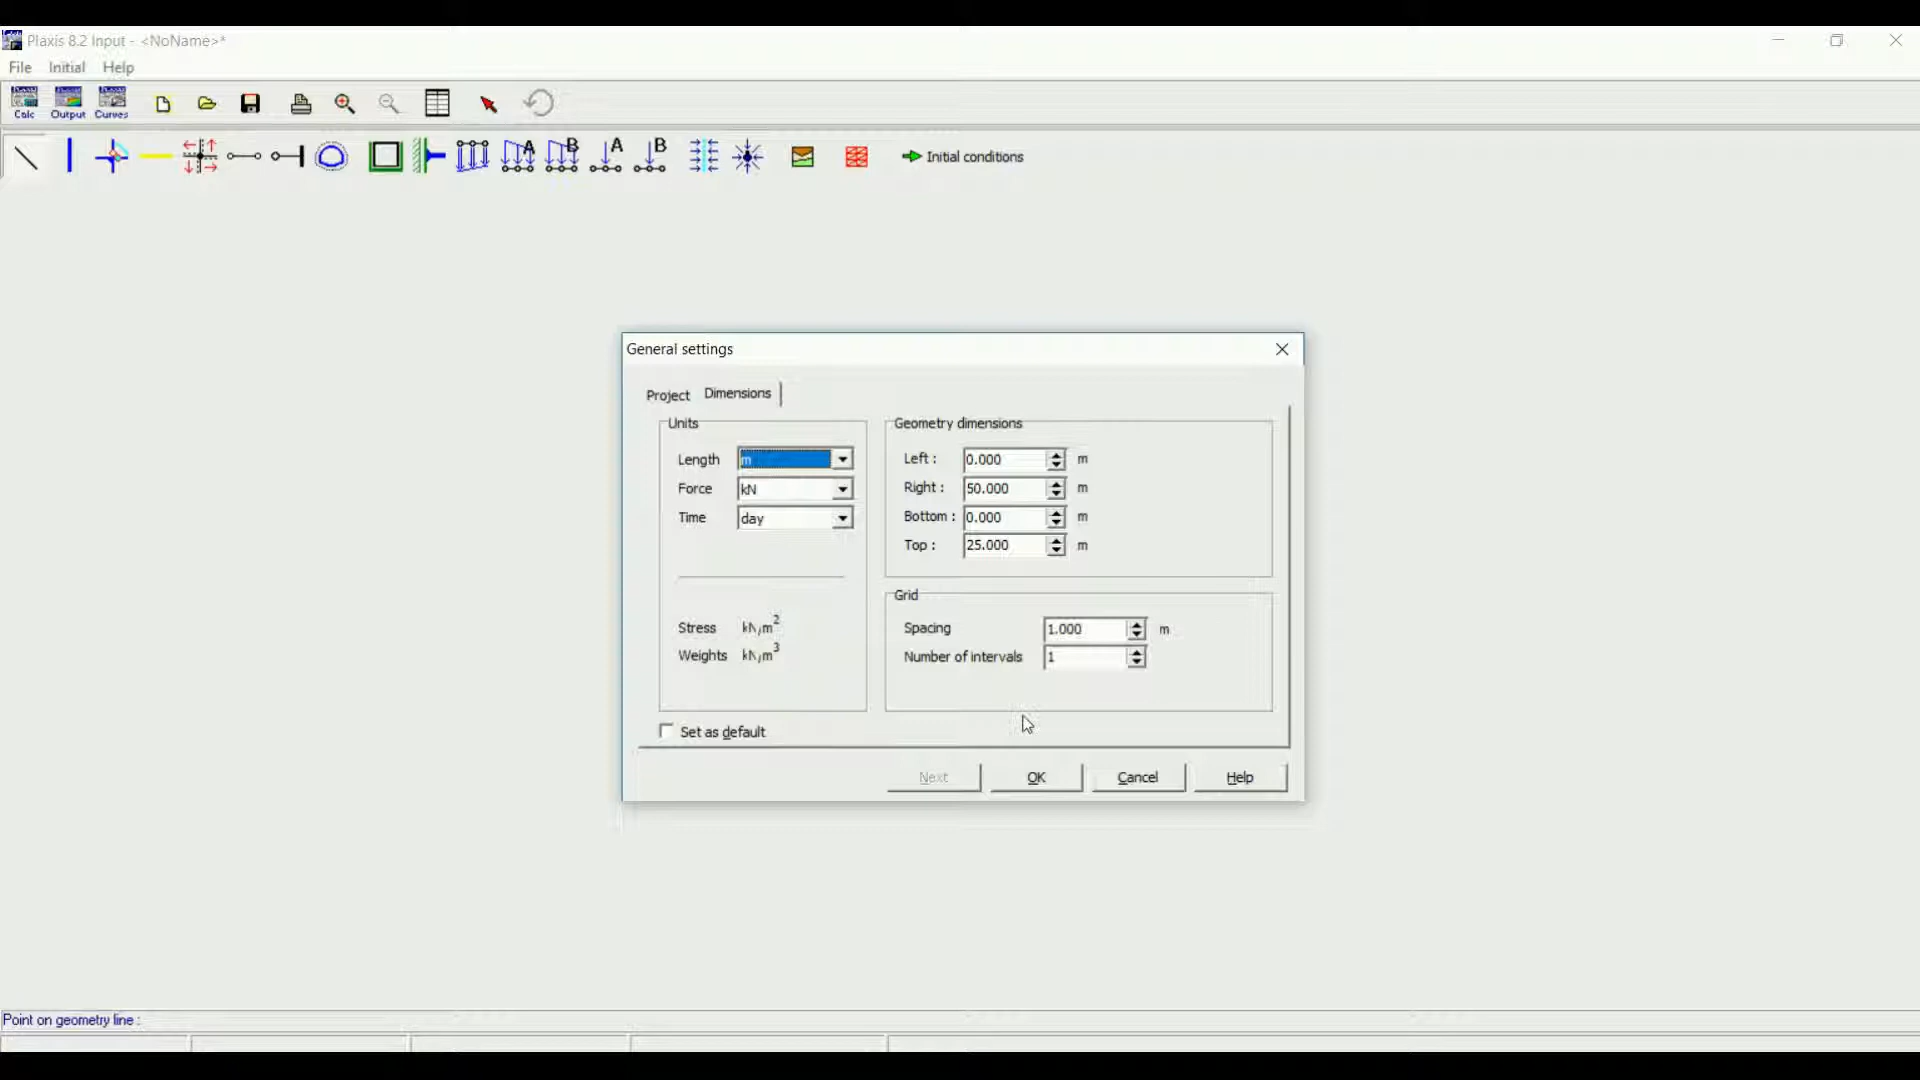 Plaxis 8.2 Input - <NoName>*
File Initial Help
Calc Output Curves
A B A B Initial conditions
General settings
Project Dimensions
Units
Length m
Force kN
Time day
Stress kN/m2
Weights kN/m3
Set as default
Geometry dimensions
Left : 0.000 m
Right : 50.000 m
Bottom : 0.000 m
Top : 25.000 m
Grid
Spacing 1.000 m
Number of intervals 1
Next OK Cancel Help
Point on geometry line :